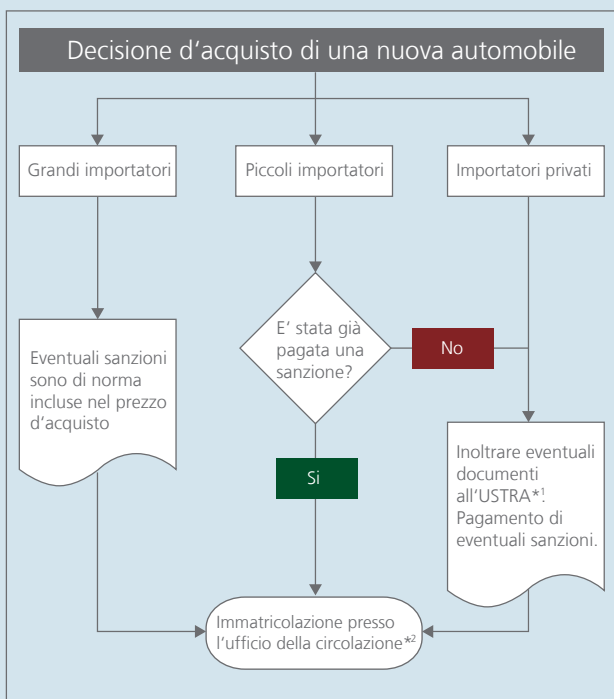 Decisione d'acquisto di una nuova automobile
Grandi importatori
Piccoli importatori
Importatori privati
E' stata già
pagata una
sanzione?
No
Eventuali sanzioni
sono di norma
incluse nel prezzo
d'acquisto
Si
Inoltrare eventuali
documenti
all'USTRA*¹.
Pagamento di
eventuali sanzioni.
Immatricolazione presso
l'ufficio della circolazione*²